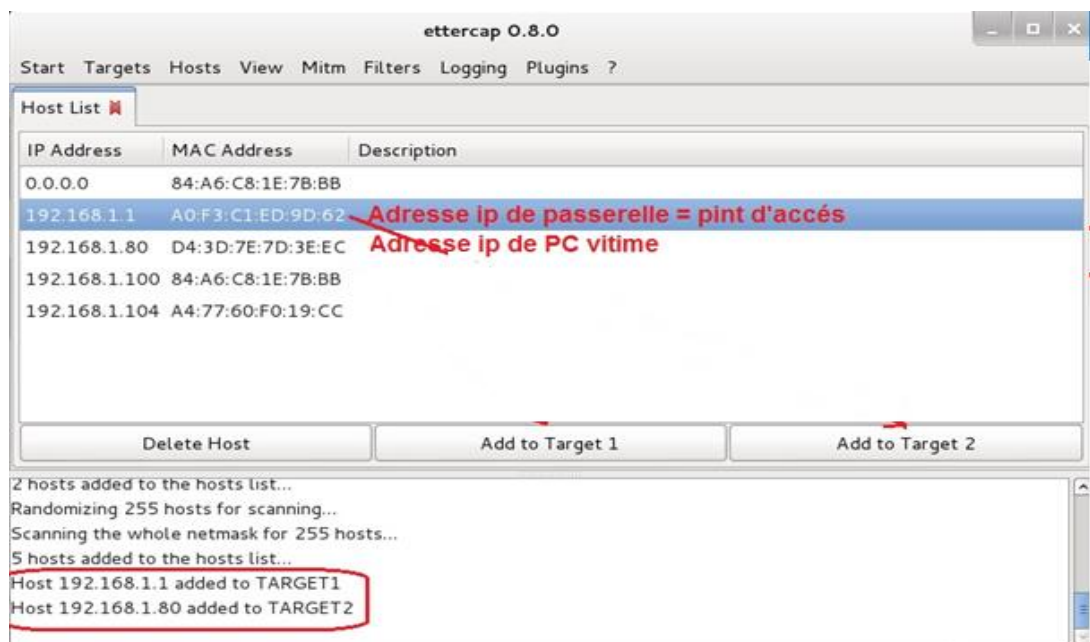 ettercap 0.8.0
Start Targets Hosts View Mitm Filters Logging Plugins ?
Host List
IP Address MAC Address Description
0.0.0.0 84:A6:C8:1E:7B:BB
192.168.1.1 A0:F3:C1:ED:9D:62 Adresse ip de passerelle = pint d'accés
192.168.1.80 D4:3D:7E:7D:3E:EC Adresse ip de PC vitime
192.168.1.100 84:A6:C8:1E:7B:BB
192.168.1.104 A4:77:60:F0:19:CC
Delete Host Add to Target 1 Add to Target 2
2 hosts added to the hosts list...
Randomizing 255 hosts for scanning...
Scanning the whole netmask for 255 hosts...
5 hosts added to the hosts list...
Host 192.168.1.1 added to TARGET1
Host 192.168.1.80 added to TARGET2